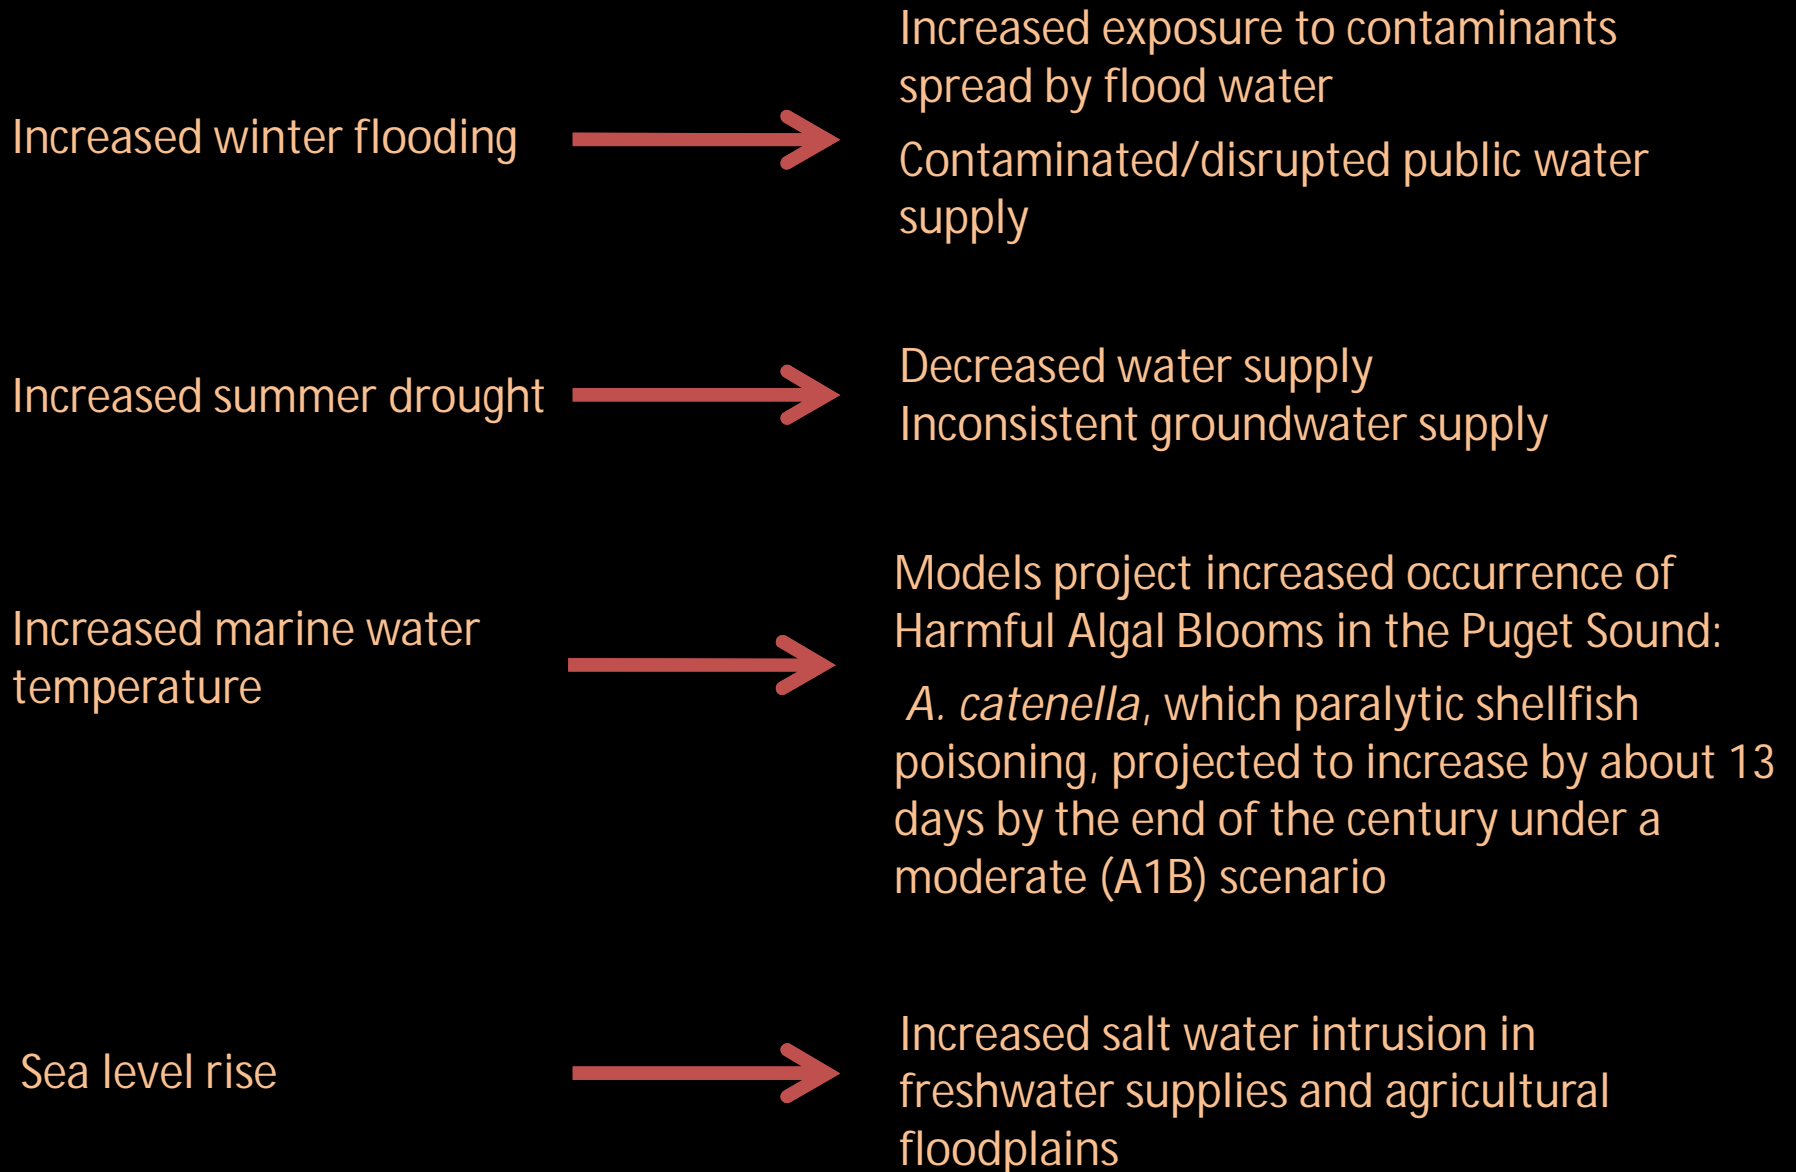 Increased winter flooding
Increased exposure to contaminants
spread by flood water
Contaminated/disrupted public water
supply
Increased summer drought
Decreased water supply
Inconsistent groundwater supply
Increased marine water
temperature
Models project increased occurrence of
Harmful Algal Blooms in the Puget Sound:
A. catenella, which paralytic shellfish
poisoning, projected to increase by about 13
days by the end of the century under a
moderate (A1B) scenario
Sea level rise
Increased salt water intrusion in
freshwater supplies and agricultural
floodplains